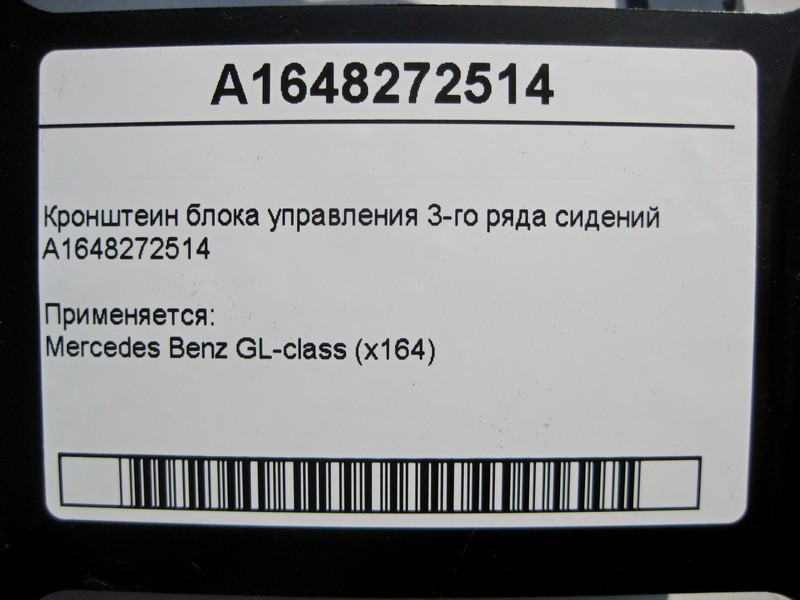 A1648272514
Кронштеин блока управления 3-го ряда сидений
A1648272514
Применяется:
Mercedes Benz GL-class (x164)